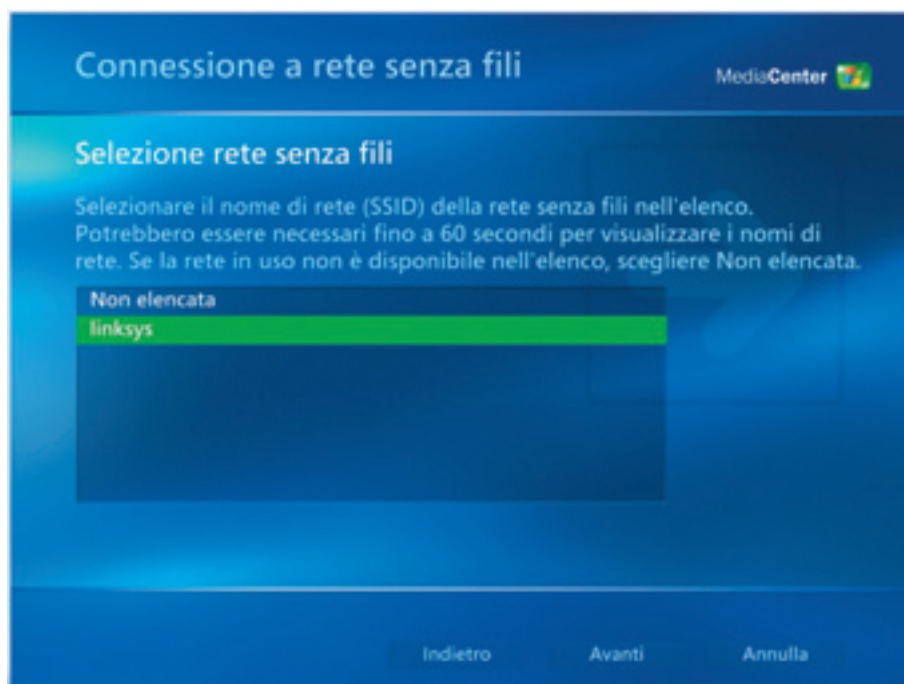 Connessione a rete senza fili
MediaCenter
Selezione rete senza fili
Selezionare il nome di rete (SSID) della rete senza fili nell'elenco.
Potrebbero essere necessari fino a 60 secondi per visualizzare i nomi di
rete. Se la rete in uso non è disponibile nell'elenco, scegliere Non elencata.
Non elencata
linksys
Indietro
Avanti
Annulla